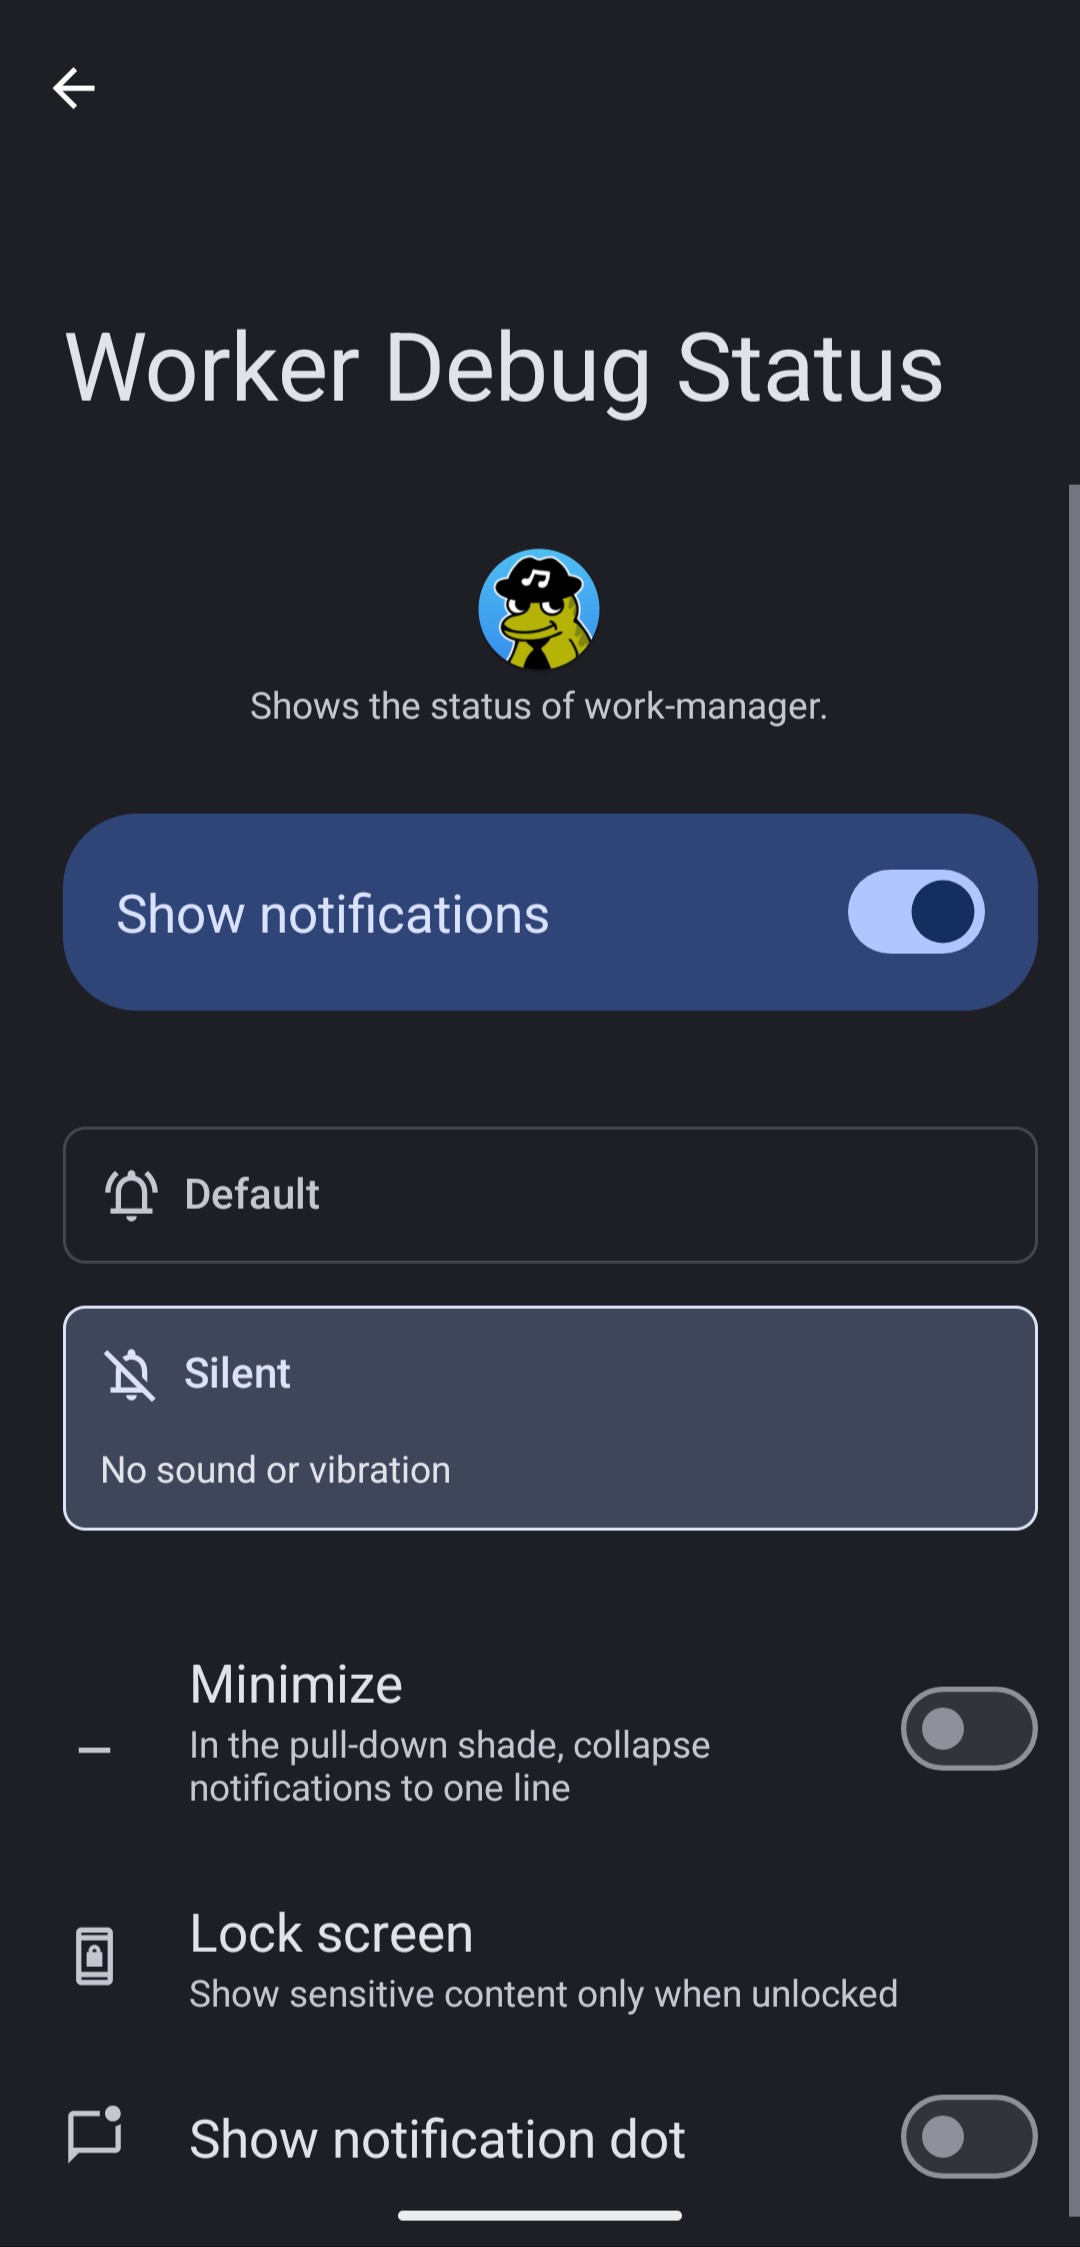 Worker Debug Status
Shows the status of work-manager.
Show notifications
Default
Silent
No sound or vibration
Minimize
In the pull-down shade, collapse
notifications to one line
Lock screen
Show sensitive content only when unlocked
Show notification dot